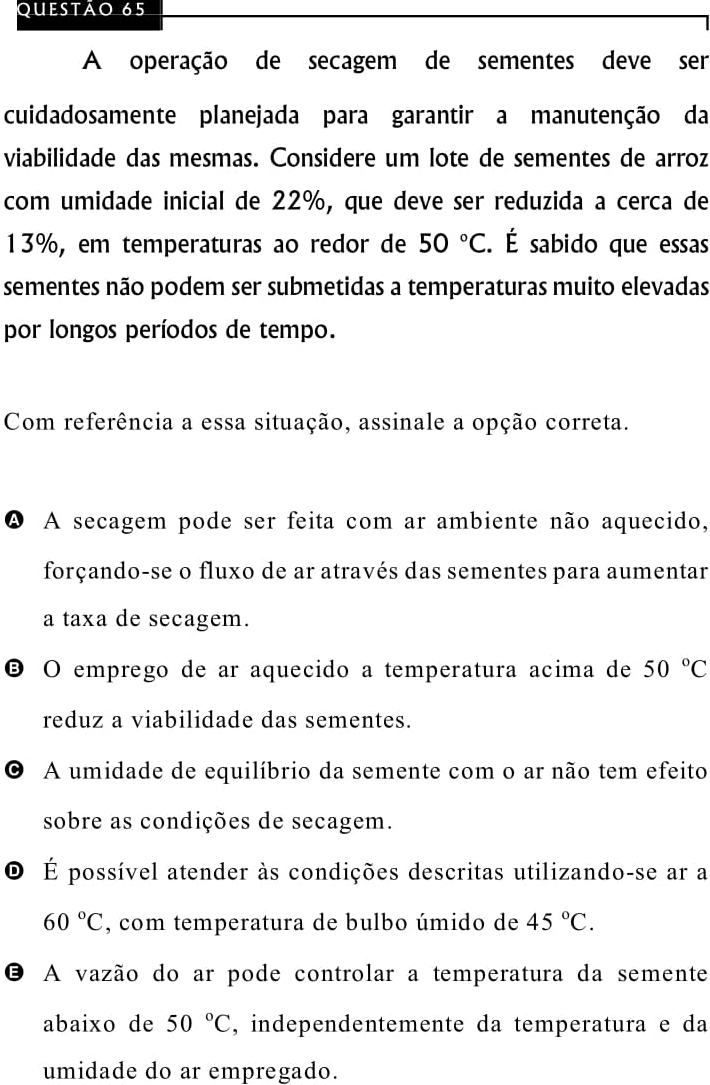 QUESTÃO 65
A operação de secagem de sementes deve ser
cuidadosamente planejada para garantir a manutenção da
viabilidade das mesmas. Considere um lote de sementes de arroz
com umidade inicial de 22%, que deve ser reduzida a cerca de
13%, em temperaturas ao redor de 50 ºC. É sabido que essas
sementes não podem ser submetidas a temperaturas muito elevadas
por longos períodos de tempo.
Com referência a essa situação, assinale a opção correta.
A A secagem pode ser feita com ar ambiente não aquecido,
forçando-se o fluxo de ar através das sementes para aumentar
a taxa de secagem.
B O emprego de ar aquecido a temperatura acima de 50 ºC
reduz a viabilidade das sementes.
C A umidade de equilíbrio da semente com o ar não tem efeito
sobre as condições de secagem.
D É possível atender às condições descritas utilizando-se ar a
60 ºC, com temperatura de bulbo úmido de 45 ºC.
E A vazão do ar pode controlar a temperatura da semente
abaixo de 50 ºC, independentemente da temperatura e da
umidade do ar empregado.